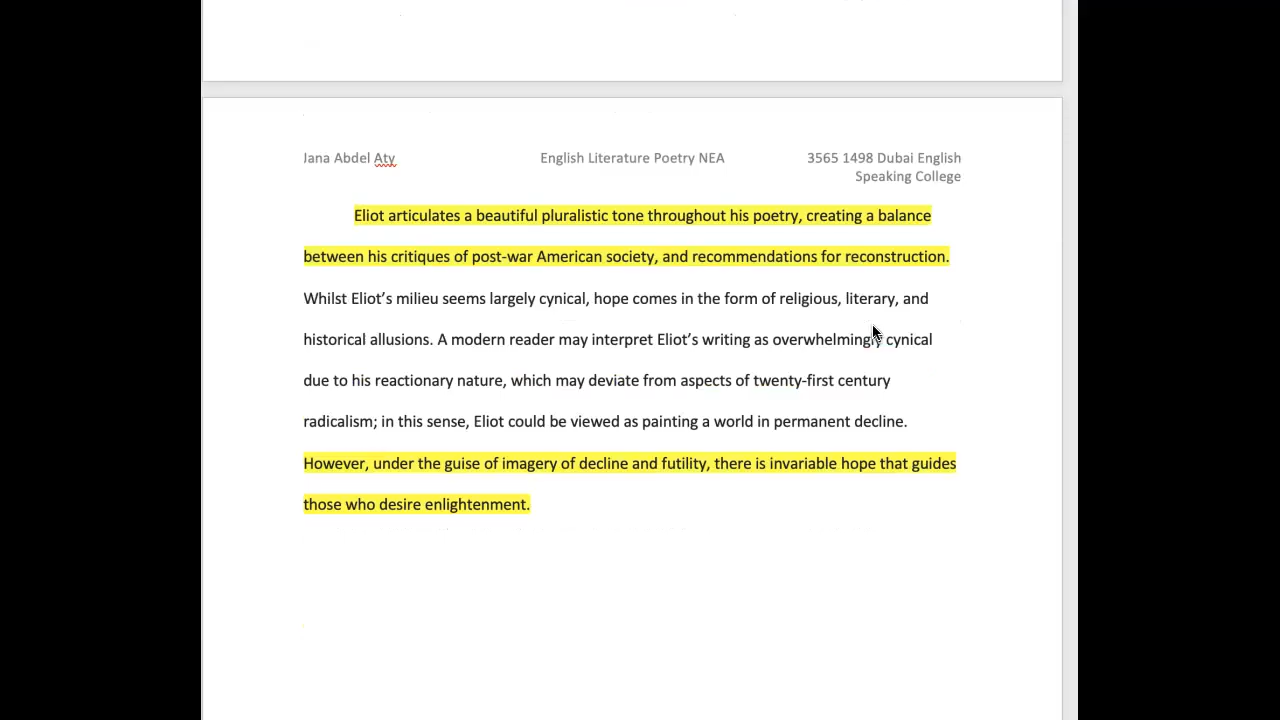 Jana Abdel Aty
English Literature Poetry NEA
3565 1498 Dubai English
Speaking College
Eliot articulates a beautiful pluralistic tone throughout his poetry, creating a balance
between his critiques of post-war American society, and recommendations for reconstruction.
Whilst Eliot’s milieu seems largely cynical, hope comes in the form of religious, literary, and
historical allusions. A modern reader may interpret Eliot’s writing as overwhelmingly cynical
due to his reactionary nature, which may deviate from aspects of twenty-first century
radicalism; in this sense, Eliot could be viewed as painting a world in permanent decline.
However, under the guise of imagery of decline and futility, there is invariable hope that guides
those who desire enlightenment.